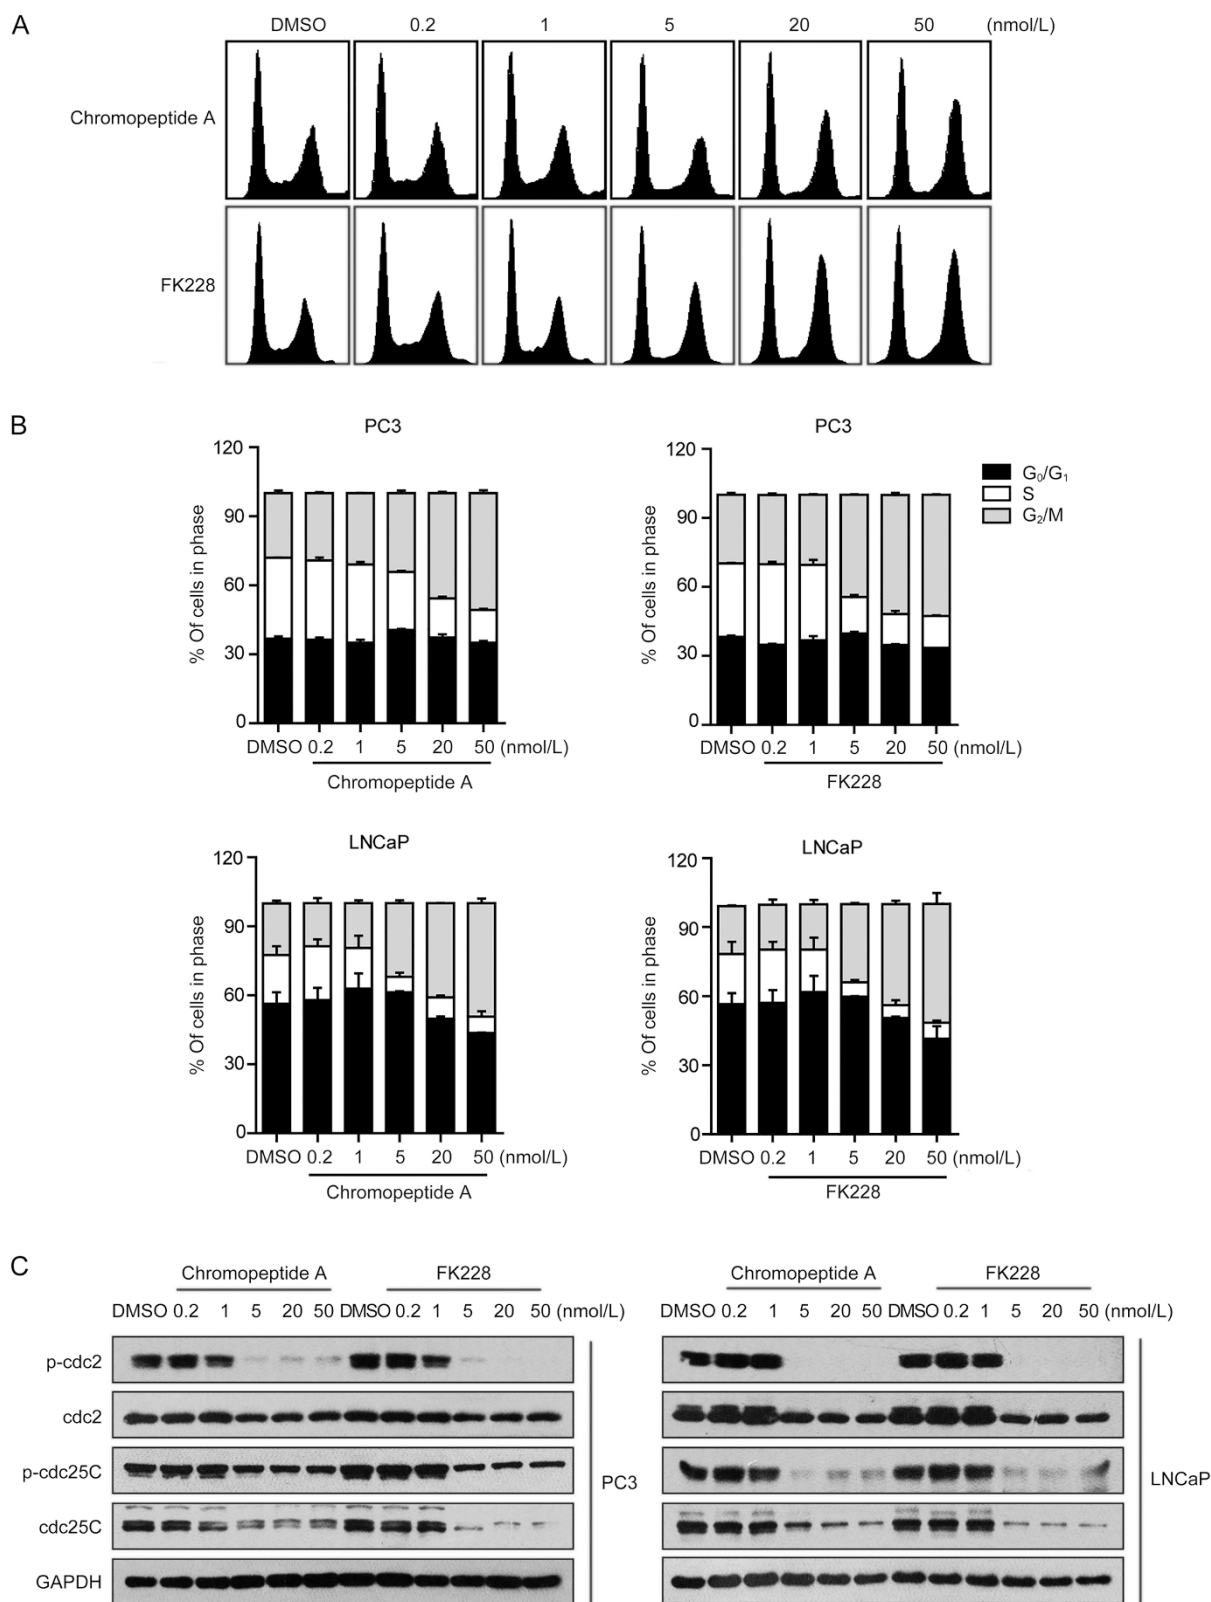 A
DMSO 0.2 1 5 20 50 (nmol/L)
Chromopeptide A
FK228
B
PC3
120
90
60
30
0
% Of cells in phase
DMSO 0.2 1 5 20 50 (nmol/L)
Chromopeptide A
PC3
120
90
60
30
0
% Of cells in phase
DMSO 0.2 1 5 20 50 (nmol/L)
FK228
G₀/G₁
S
G₂/M
LNCaP
120
90
60
30
0
% Of cells in phase
DMSO 0.2 1 5 20 50 (nmol/L)
Chromopeptide A
LNCaP
120
90
60
30
0
% Of cells in phase
DMSO 0.2 1 5 20 50 (nmol/L)
FK228
C
Chromopeptide A FK228
DMSO 0.2 1 5 20 50 DMSO 0.2 1 5 20 50 (nmol/L)
p-cdc2
cdc2
p-cdc25C
cdc25C
GAPDH
PC3
Chromopeptide A FK228
DMSO 0.2 1 5 20 50 DMSO 0.2 1 5 20 50 (nmol/L)
LNCaP